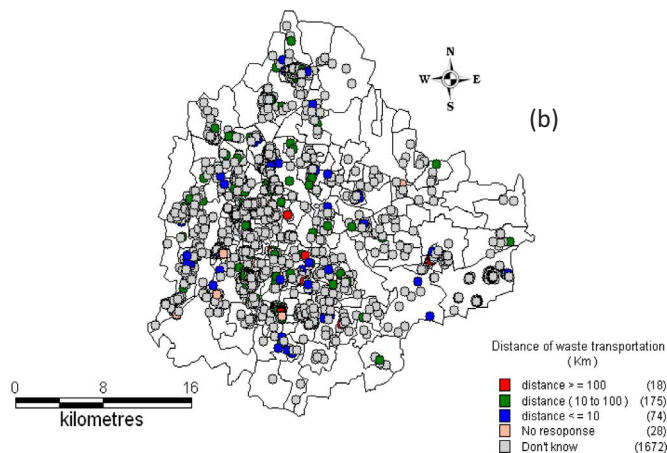 N
W E
S
(b)
Distance of waste transportation
(Km)
distance > = 100 (18)
distance (10 to 100) (175)
distance <= 10 (74)
No resoponse (28)
Don't know (1672)
0 8 16
kilometres